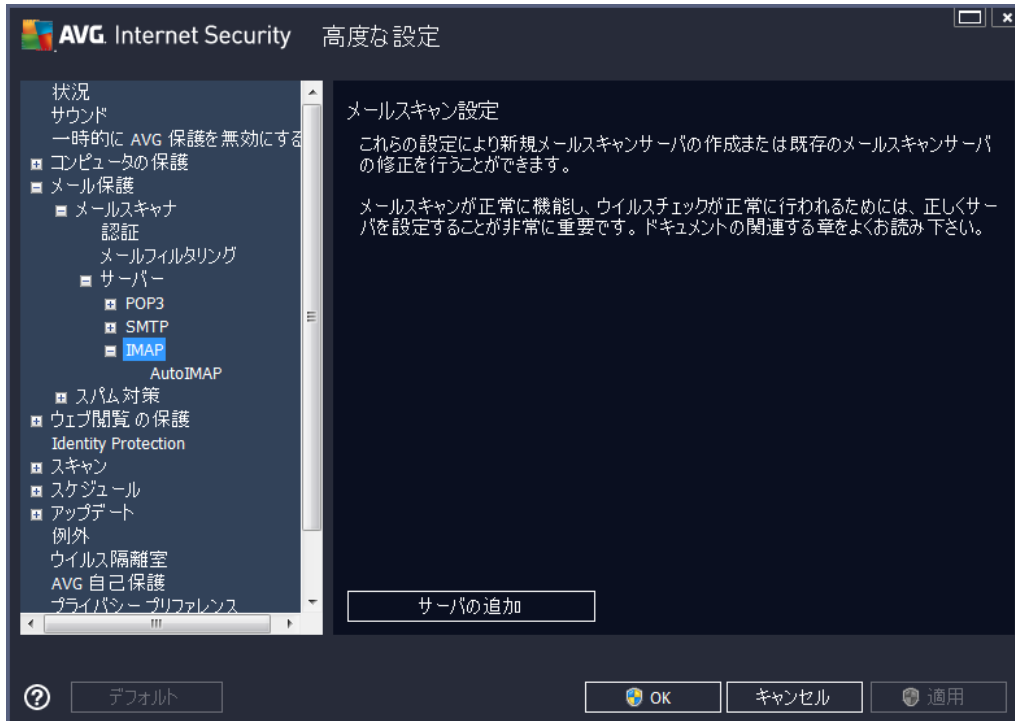 AVG. Internet Security 高度な設定
状況
サウンド
一時的に AVG 保護を無効にする
コンピュータの保護
メール保護
メールスキャナ
認証
メールフィルタリング
サーバー
POP3
SMTP
IMAP
AutoIMAP
スパム対策
ウェブ閲覧 の保護
Identity Protection
スキャン
スケジュール
アップデート
例外
ウイルス隔離室
AVG 自己保護
プライバシー プリファレンス
メールスキャン設定
これらの設定により新規メールスキャンサーバの作成または既存のメールスキャンサーバ
の修正を行うことができます。
メールスキャンが正常に機能し、ウイルスチェックが正常に行われるためには、正しくサー
バを設定することが非常に重要です。ドキュメントの関連する章をよくお読み下さい。
サーバの追加
デフォルト
OK
キャンセル
適用